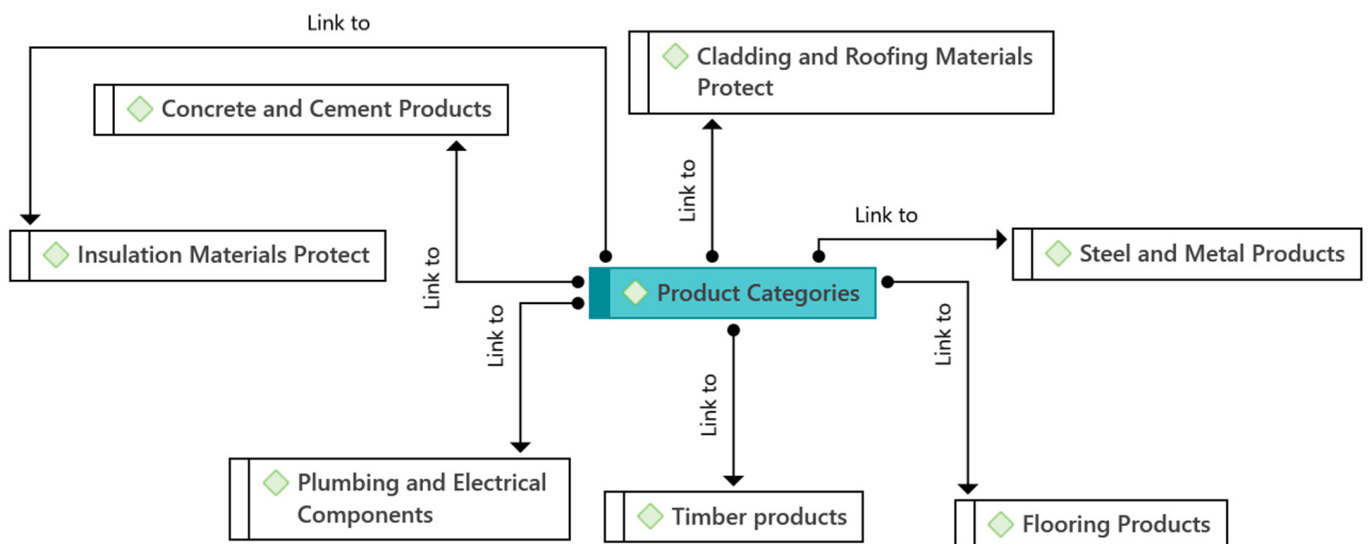 Link to
Cladding and Roofing Materials
Protect
Concrete and Cement Products
Link to
Link to
Insulation Materials Protect
Steel and Metal Products
Link to
Product Categories
Link to
Link to
Link to
Plumbing and Electrical
Components
Timber products
Flooring Products